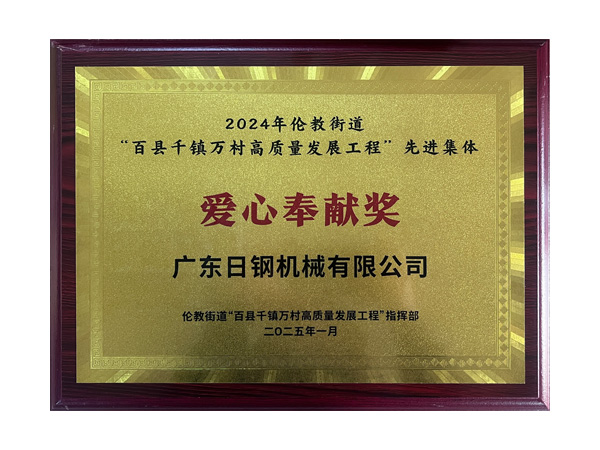 2024年伦教街道
“百县千镇万村高质量发展工程”先进集体
爱心奉献奖
广东日钢机械有限公司
伦教街道“百县千镇万村高质量发展工程”指挥部
二〇二五年一月